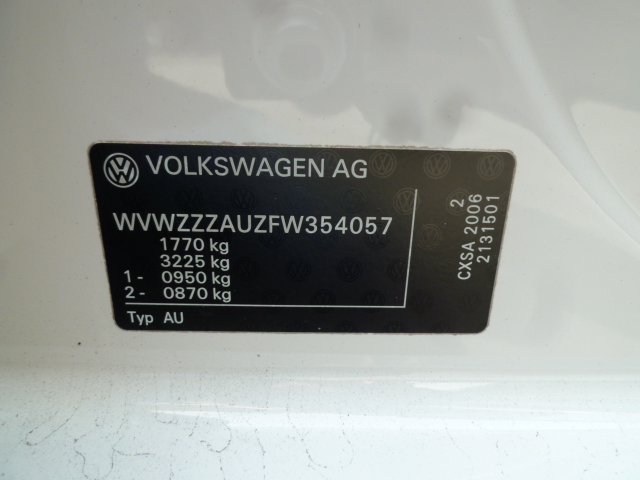 VOLKSWAGEN AG
WVWZZZAUZFW354057
1770 kg
3225 kg
1- 0950 kg
2- 0870 kg
Typ AU
2
CXSA 2006
2131501